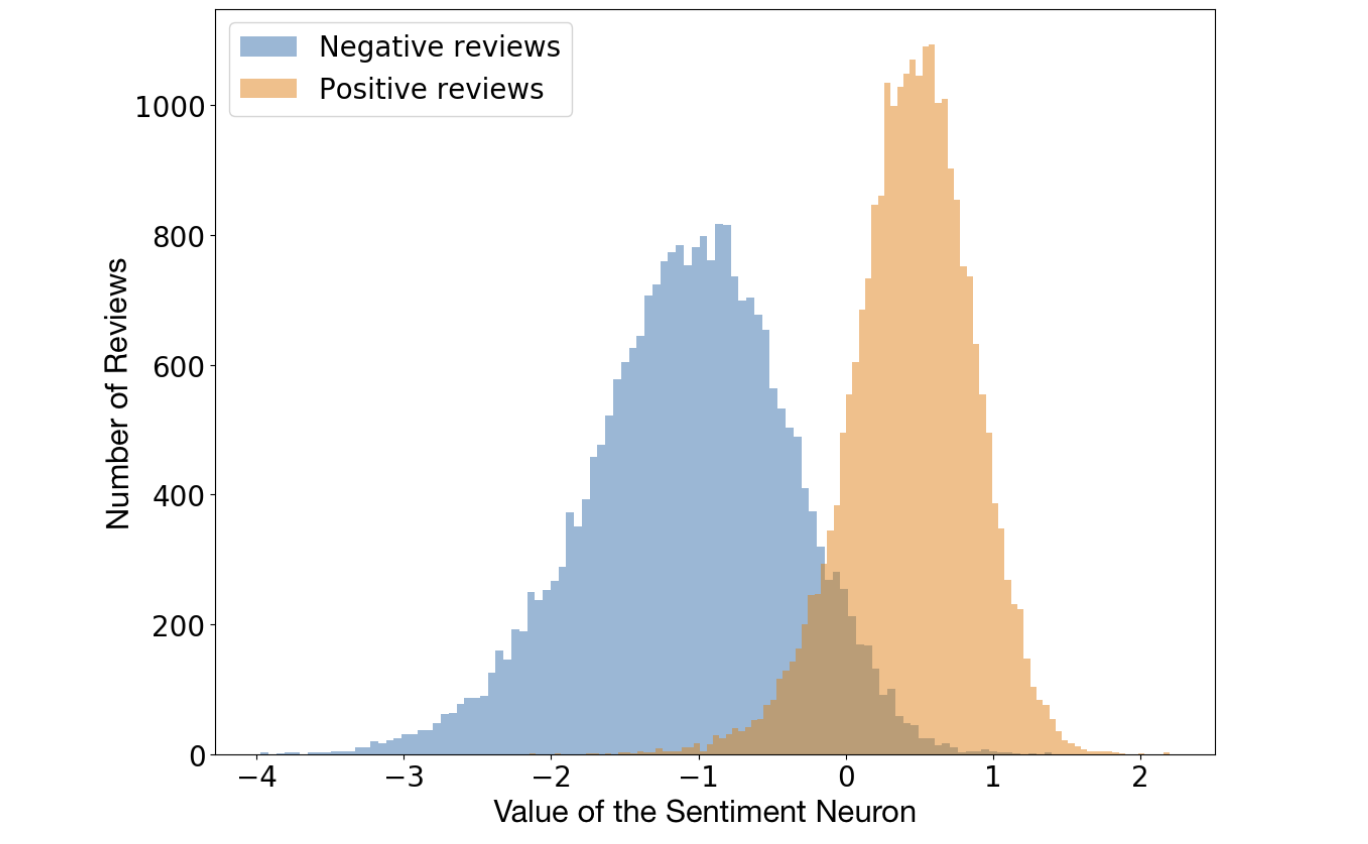 Negative reviews
Positive reviews
1000
800
600
400
200
0
Number of Reviews
−4 −3 −2 −1 0 1 2
Value of the Sentiment Neuron